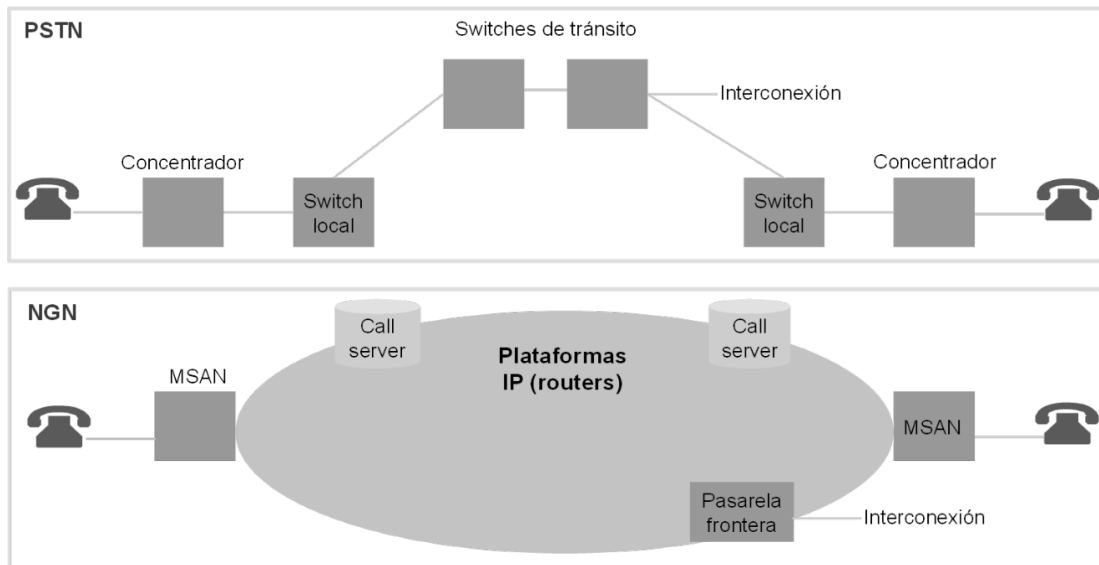 PSTN
Switches de tránsito
Interconexión
Concentrador
Concentrador
Switch
local
Switch
local
NGN
Call
server
Call
server
Plataformas
IP (routers)
MSAN
MSAN
Pasarela
frontera
Interconexión